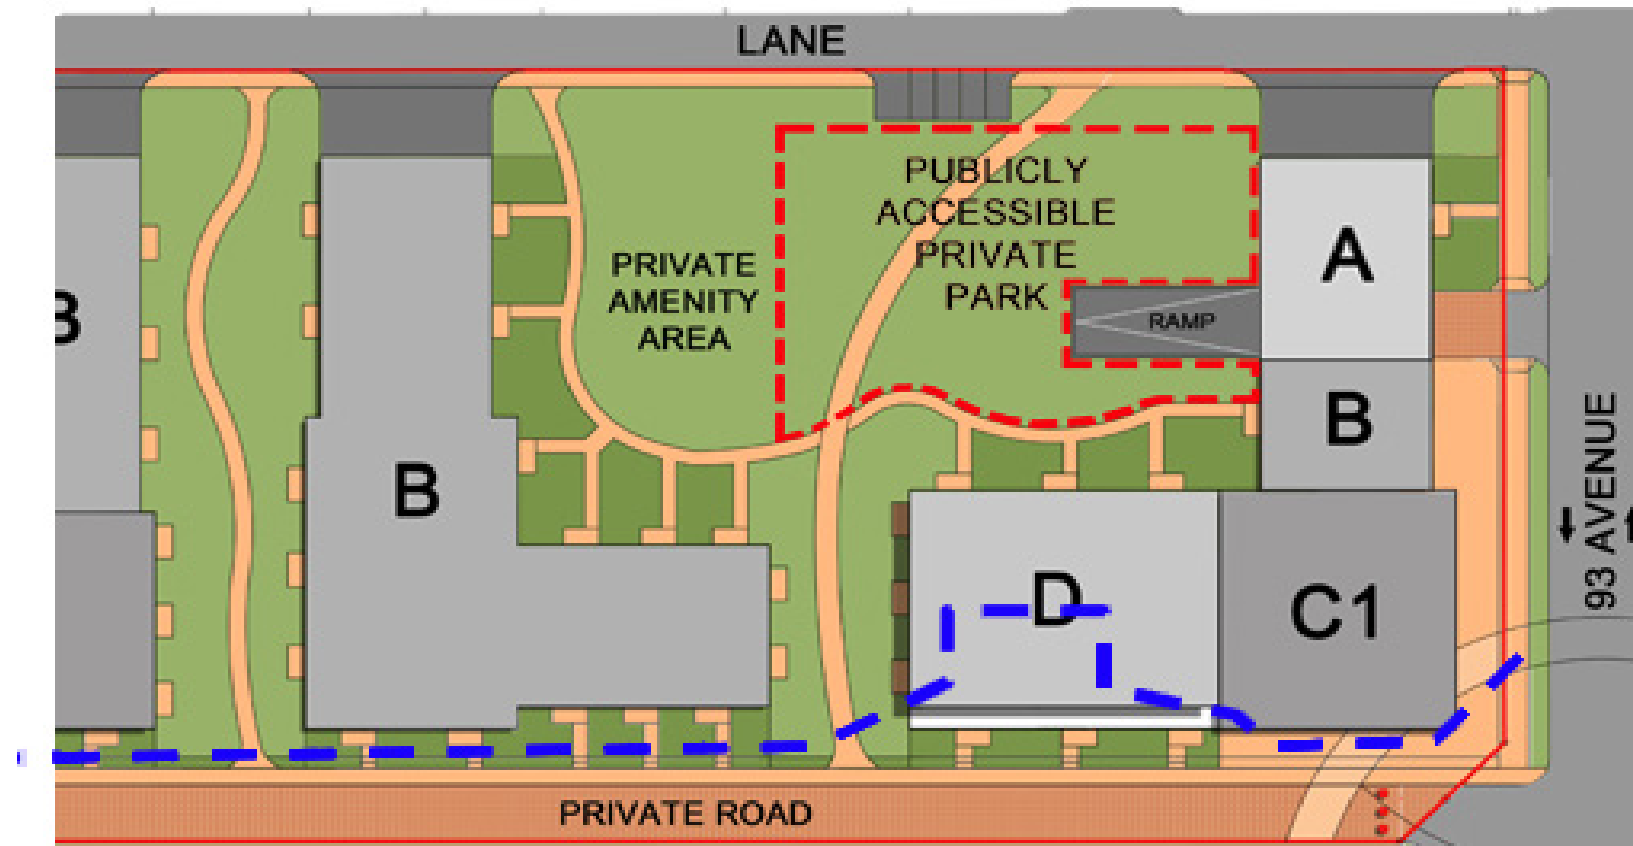 LANE
PUBLICLY
ACCESSIBLE
PRIVATE
PARK
PRIVATE
AMENITY
AREA
RAMP
A
B
B
B
D
C1
93 AVENUE
PRIVATE ROAD